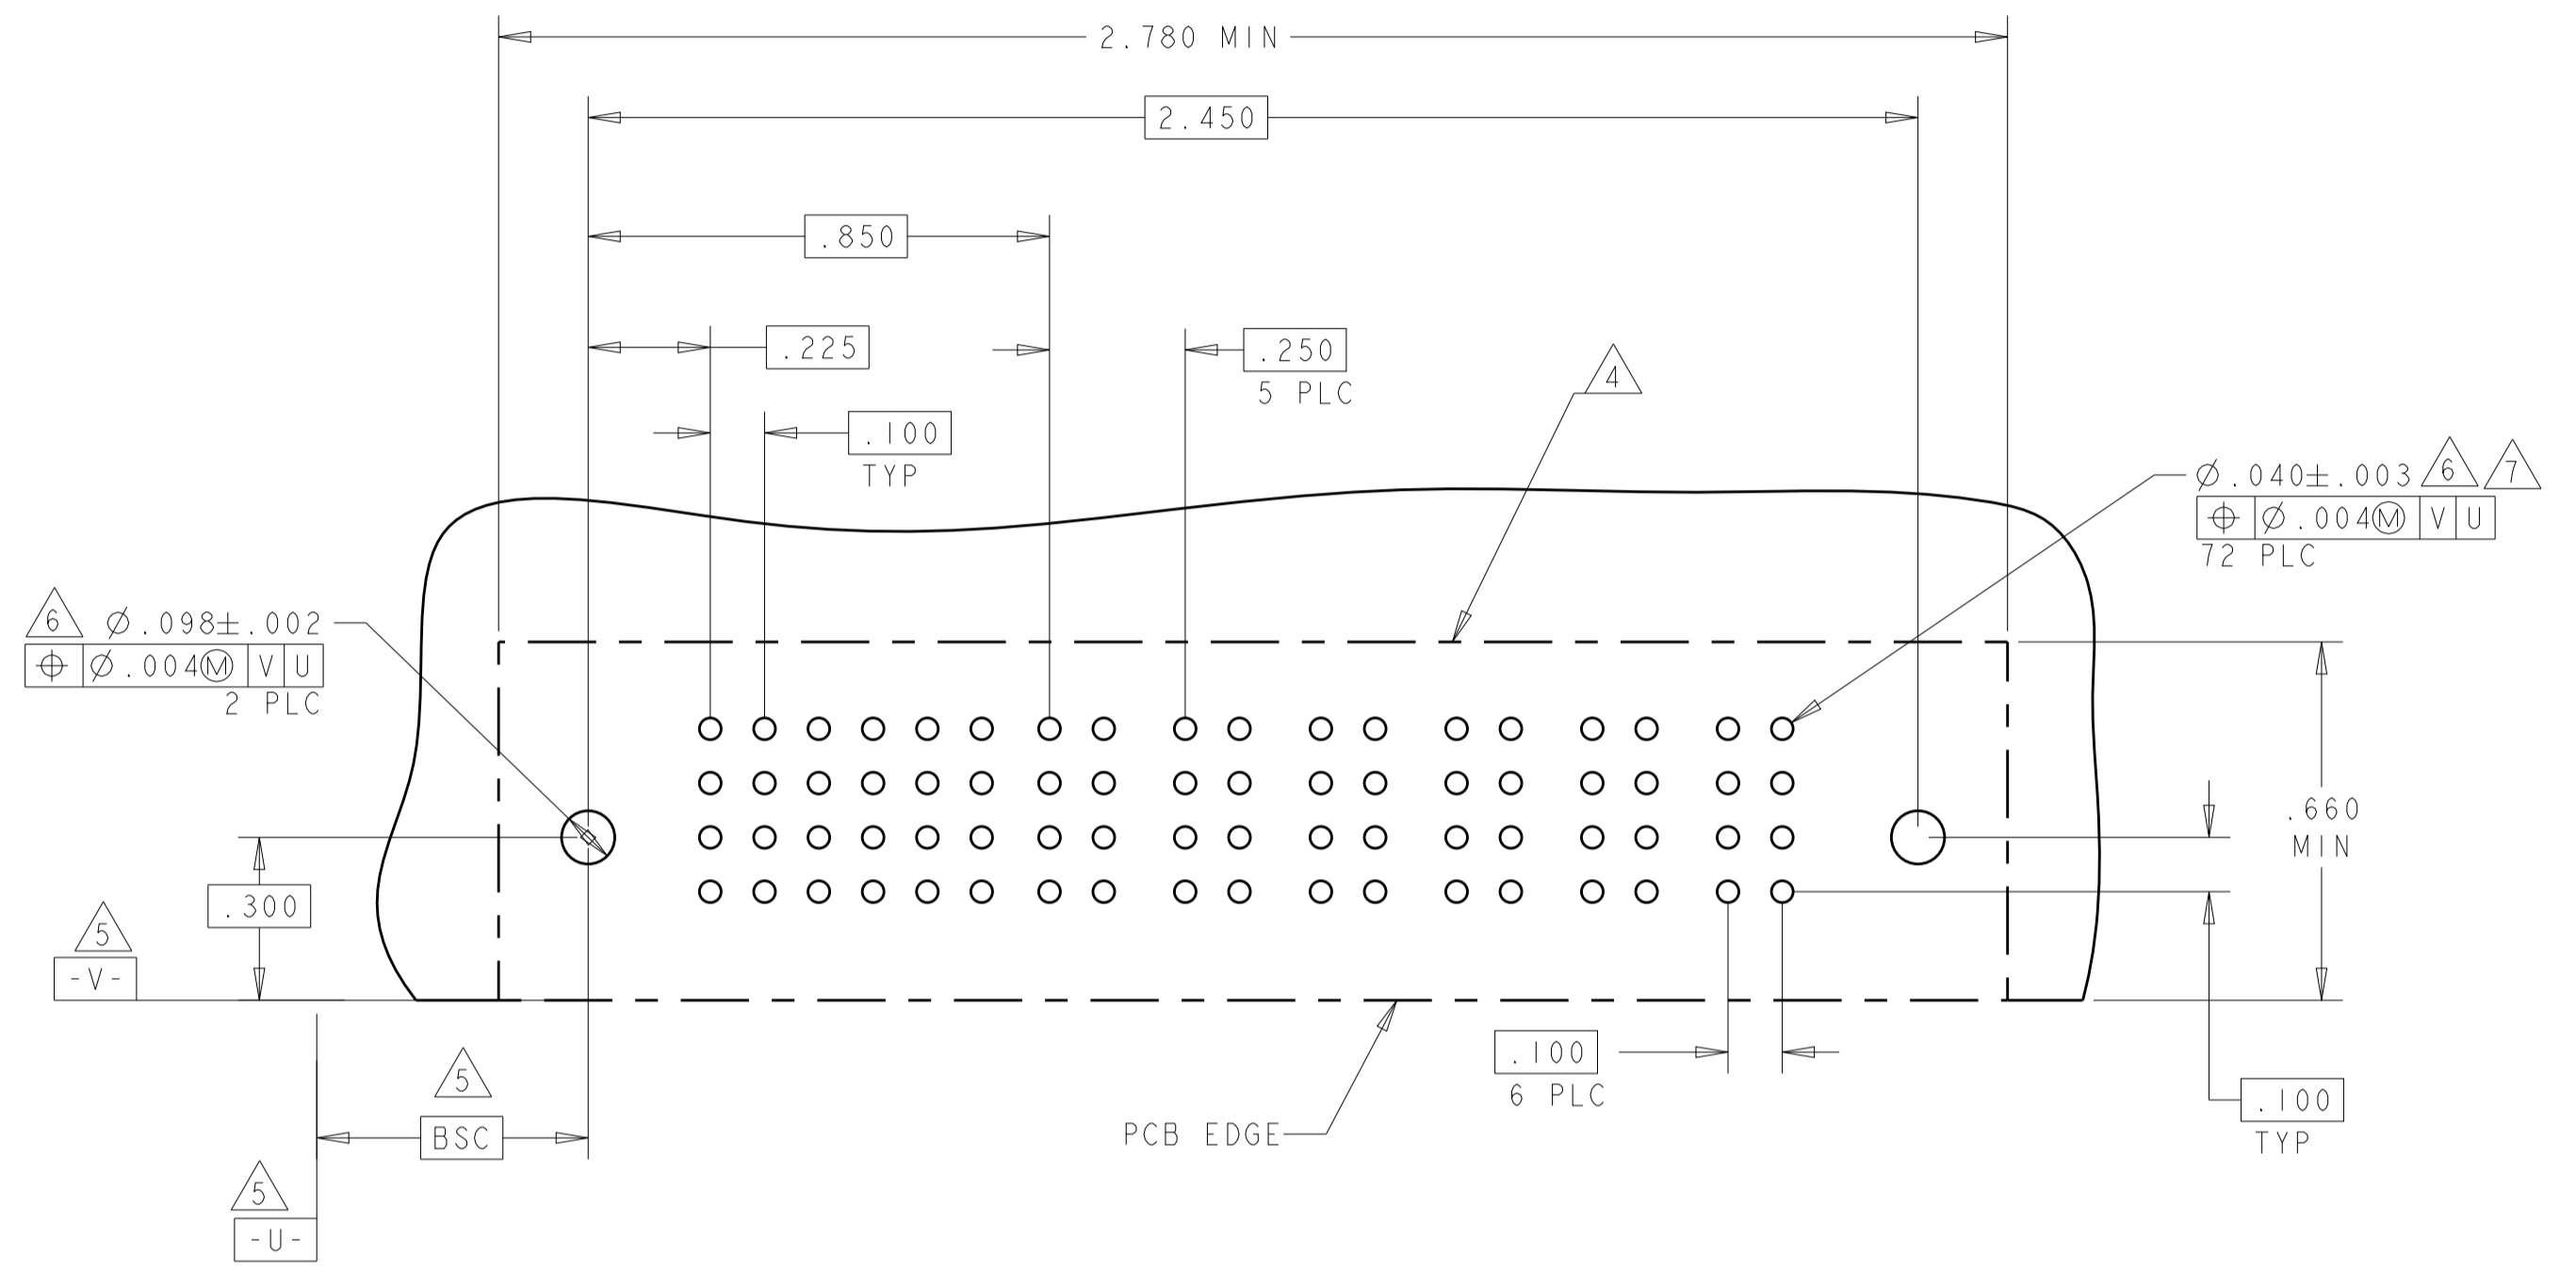 2.780 MIN
2.450
.850
.225
.250
5 PLC
.100
TYP
4
⌀.040±.003 6 7
⌖ ⌀.004Ⓜ V U
72 PLC
6 ⌀.098±.002
⌖ ⌀.004Ⓜ V U
2 PLC
.660
MIN
.300
5
-V-
5
BSC
5
-U-
PCB EDGE
.100
6 PLC
.100
TYP